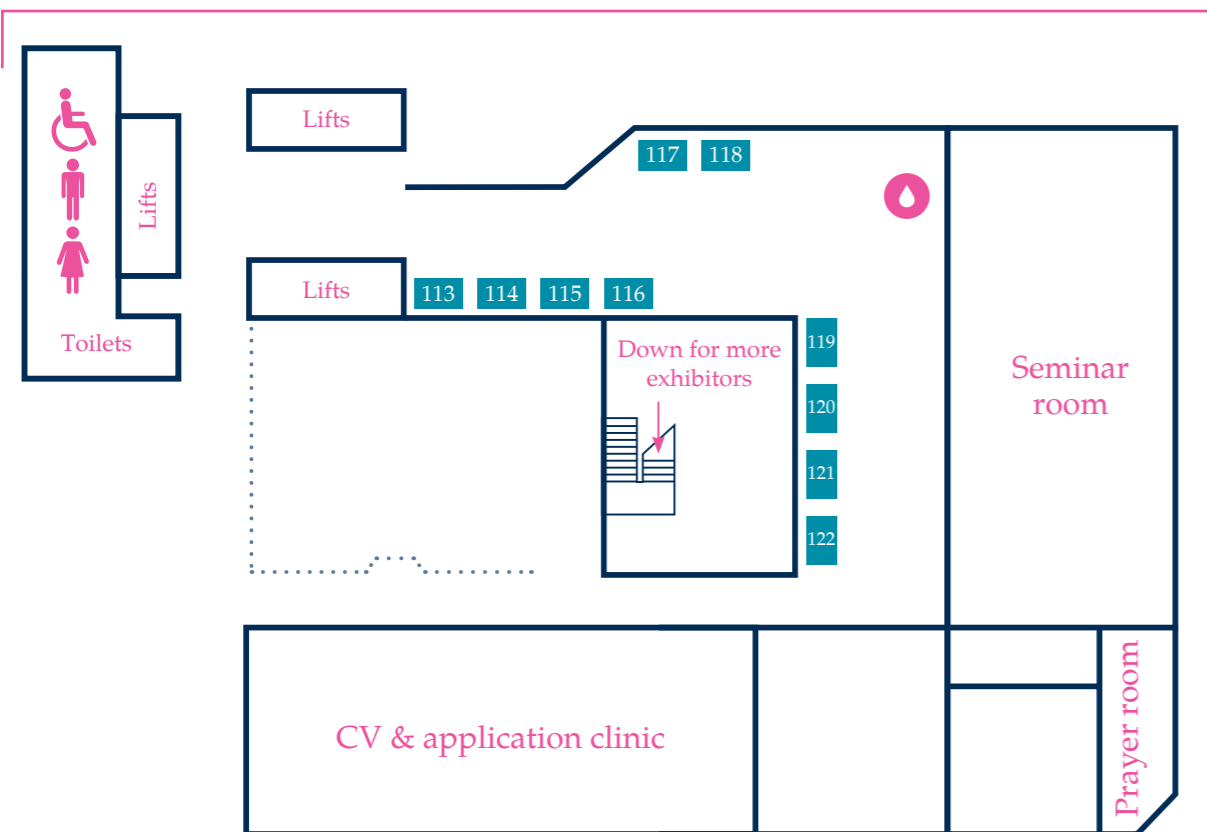 Lifts
117
118
Lifts
Lifts
113
114
115
116
Toilets
Down for more
exhibitors
119
120
121
122
Seminar
room
CV & application clinic
Prayer room